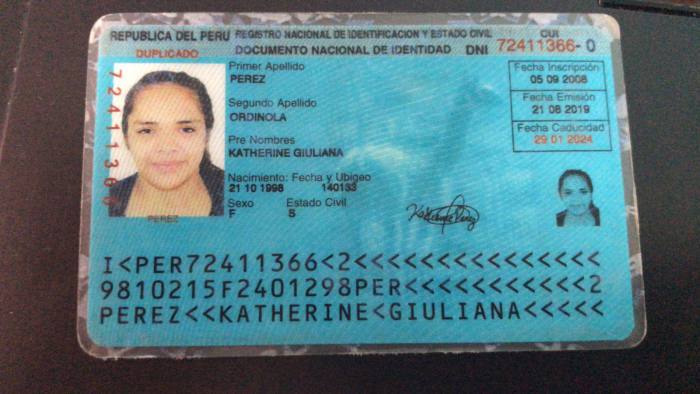 REPUBLICA DEL PERU REGISTRO NACIONAL DE IDENTIFICACION Y ESTADO CIVIL
DUPLICADO DOCUMENTO NACIONAL DE IDENTIDAD DNI CUI 72411366-0
72411366
Primer Apellido
PEREZ
Segundo Apellido
ORDINOLA
Pre Nombres
KATHERINE GIULIANA
Nacimiento: Fecha y Ubigeo
21 10 1998 140133
Sexo Estado Civil
F S
Fecha Inscripción
05 09 2008
Fecha Emisión
21 08 2019
Fecha Caducidad
29 01 2024
PEREZ
I<PER72411366<2<<<<<<<<<<<<<<<
9810215F2401298PER<<<<<<<<<<<2
PEREZ<<KATHERINE<GIULIANA<<<<<